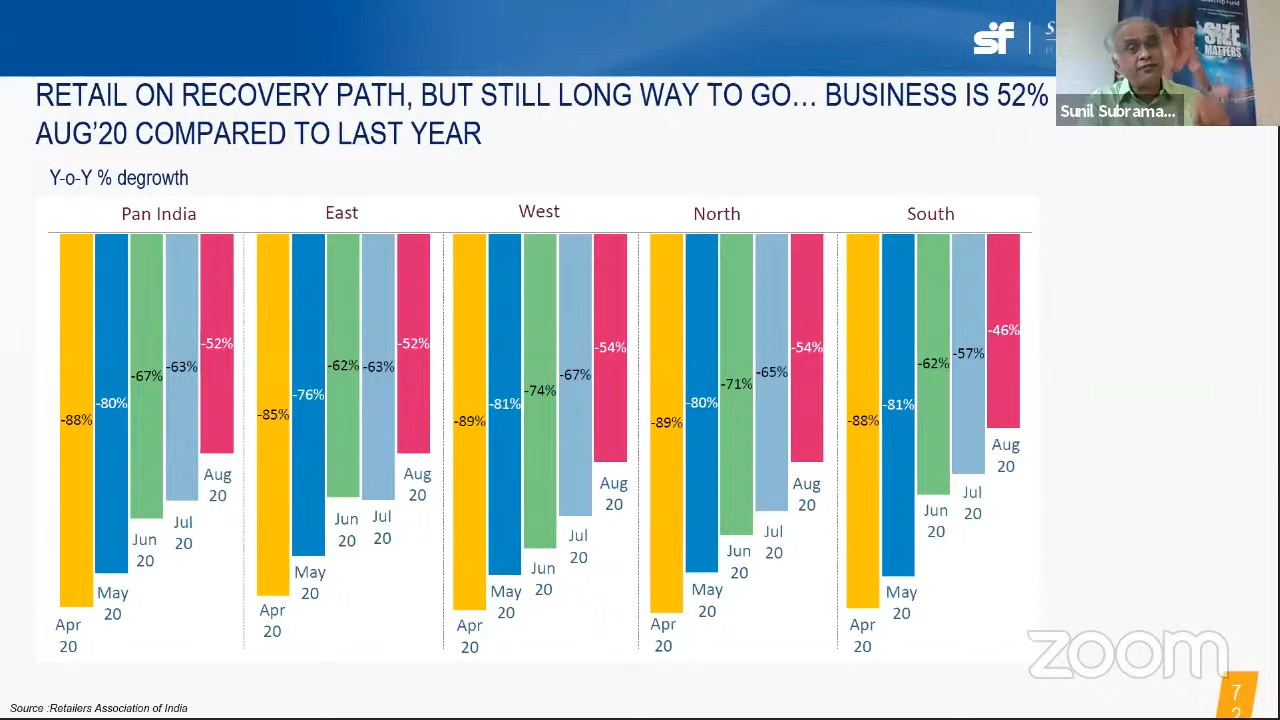 sf
SIZE
MATTERS
Sunil Subrama...
RETAIL ON RECOVERY PATH, BUT STILL LONG WAY TO GO... BUSINESS IS 52%
AUG'20 COMPARED TO LAST YEAR
Y-o-Y % degrowth
Pan India
-88%
-80%
-67%
-63%
-52%
Apr
20
May
20
Jun
20
Jul
20
Aug
20
East
-85%
-76%
-62%
-63%
-52%
Apr
20
May
20
Jun
20
Jul
20
Aug
20
West
-89%
-81%
-74%
-67%
-54%
Apr
20
May
20
Jun
20
Jul
20
Aug
20
North
-89%
-80%
-71%
-65%
-54%
Apr
20
May
20
Jun
20
Jul
20
Aug
20
South
-88%
-81%
-62%
-57%
-46%
Apr
20
May
20
Jun
20
Jul
20
Aug
20
zoom
7
2
Source :Retailers Association of India